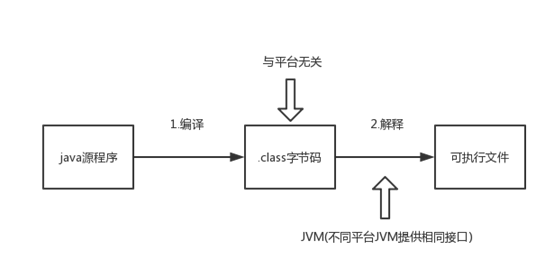 与平台无关
1.编译
2.解释
java源程序
.class字节码
可执行文件
JVM(不同平台JVM提供相同接口)